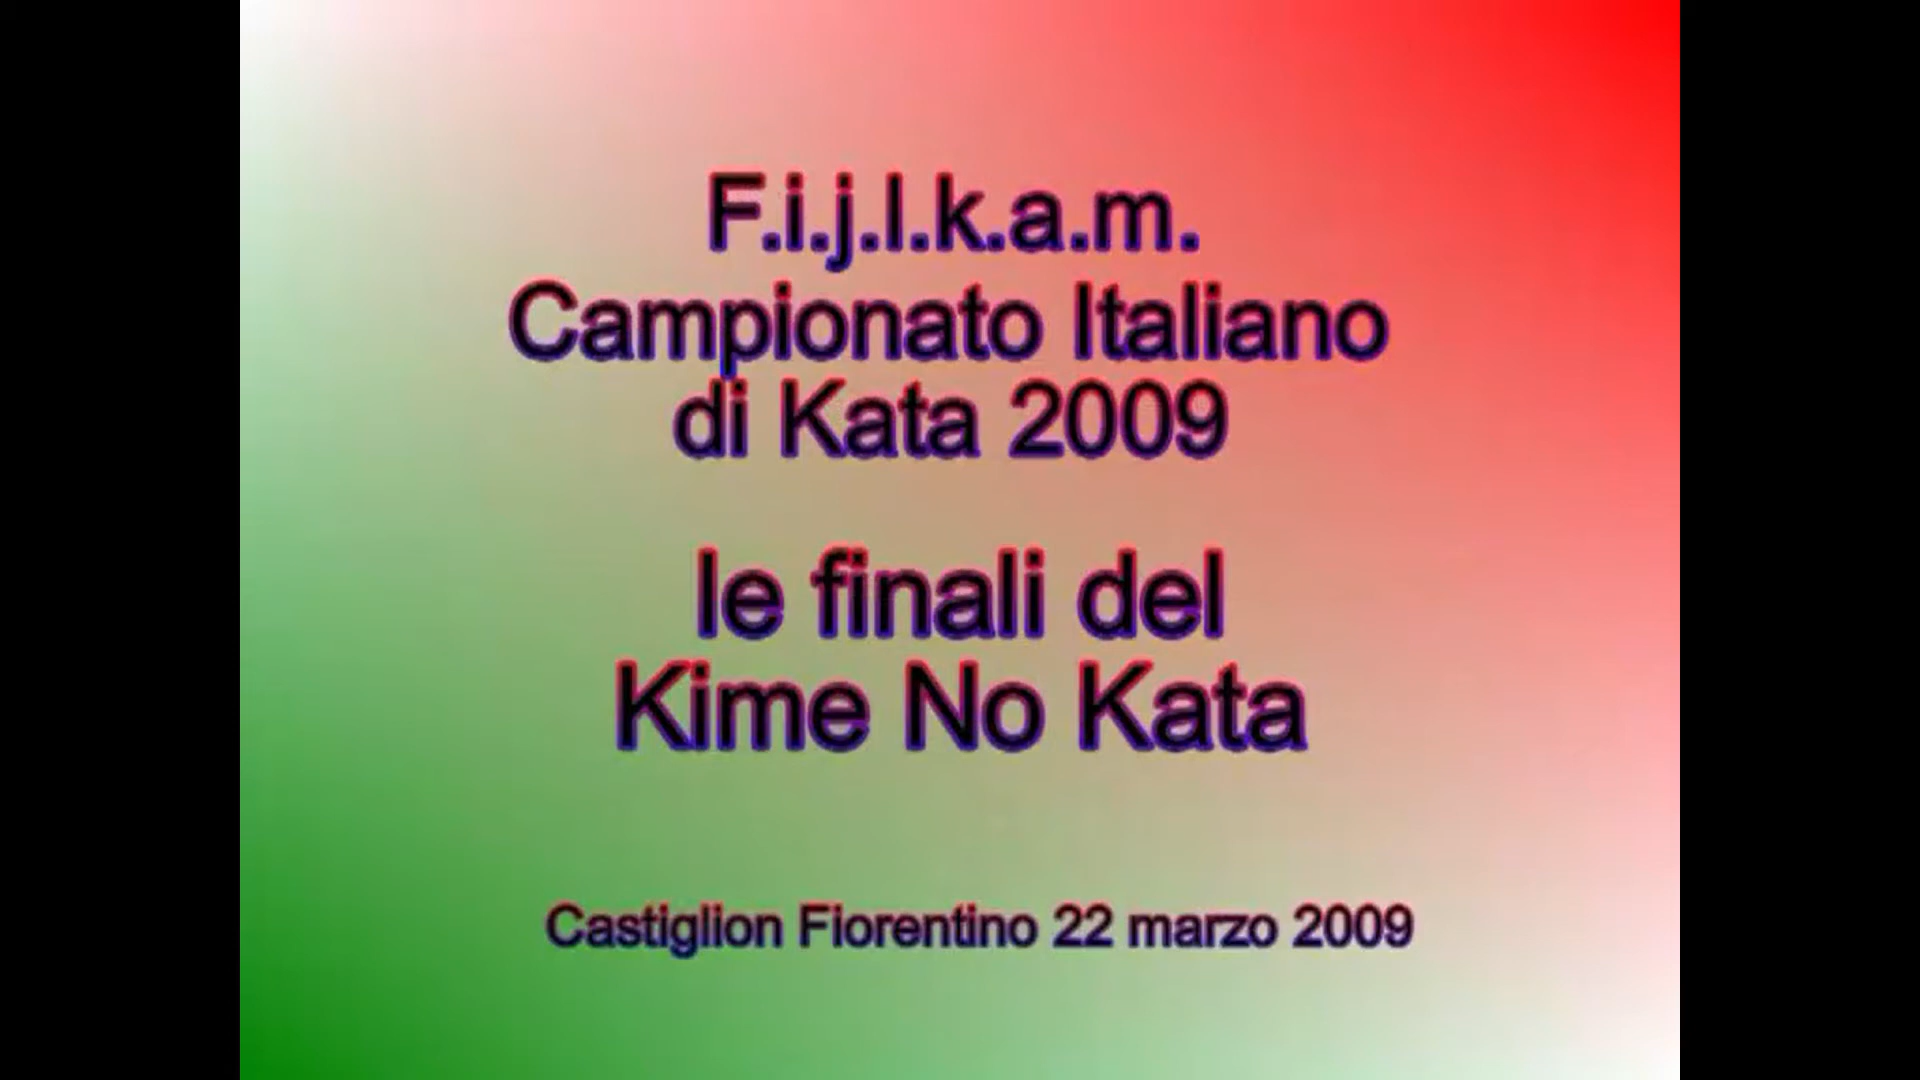 F.i.j.l.k.a.m.
Campionato Italiano
di Kata 2009
le finali del
Kime No Kata
Castiglion Fiorentino 22 marzo 2009